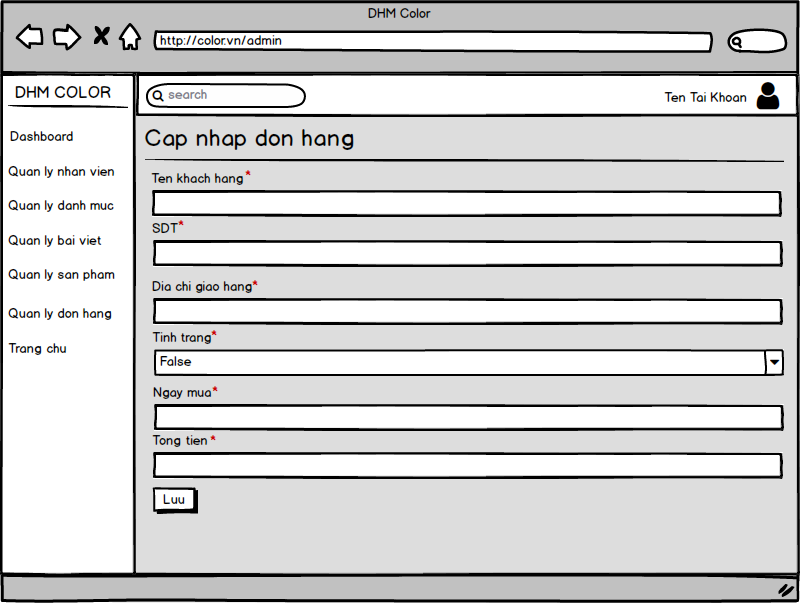 DHM Color
http://color.vn/admin
DHM COLOR
search
Ten Tai Khoan
Dashboard
Quan ly nhan vien
Quan ly danh muc
Quan ly bai viet
Quan ly san pham
Quan ly don hang
Trang chu
Cap nhap don hang
Ten khach hang*
SDT*
Dia chi giao hang*
Tinh trang*
False
Ngay mua*
Tong tien *
Luu